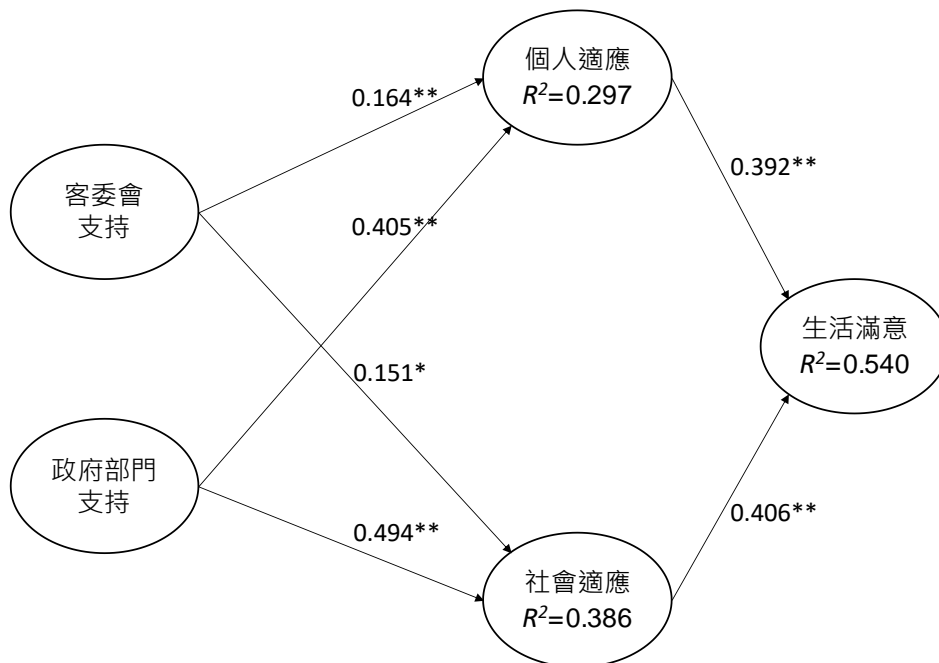 個人適應
R²=0.297
0.164**
0.392**
客委會
支持
0.405**
生活滿意
R²=0.540
0.151*
政府部門
支持
0.494**
0.406**
社會適應
R²=0.386